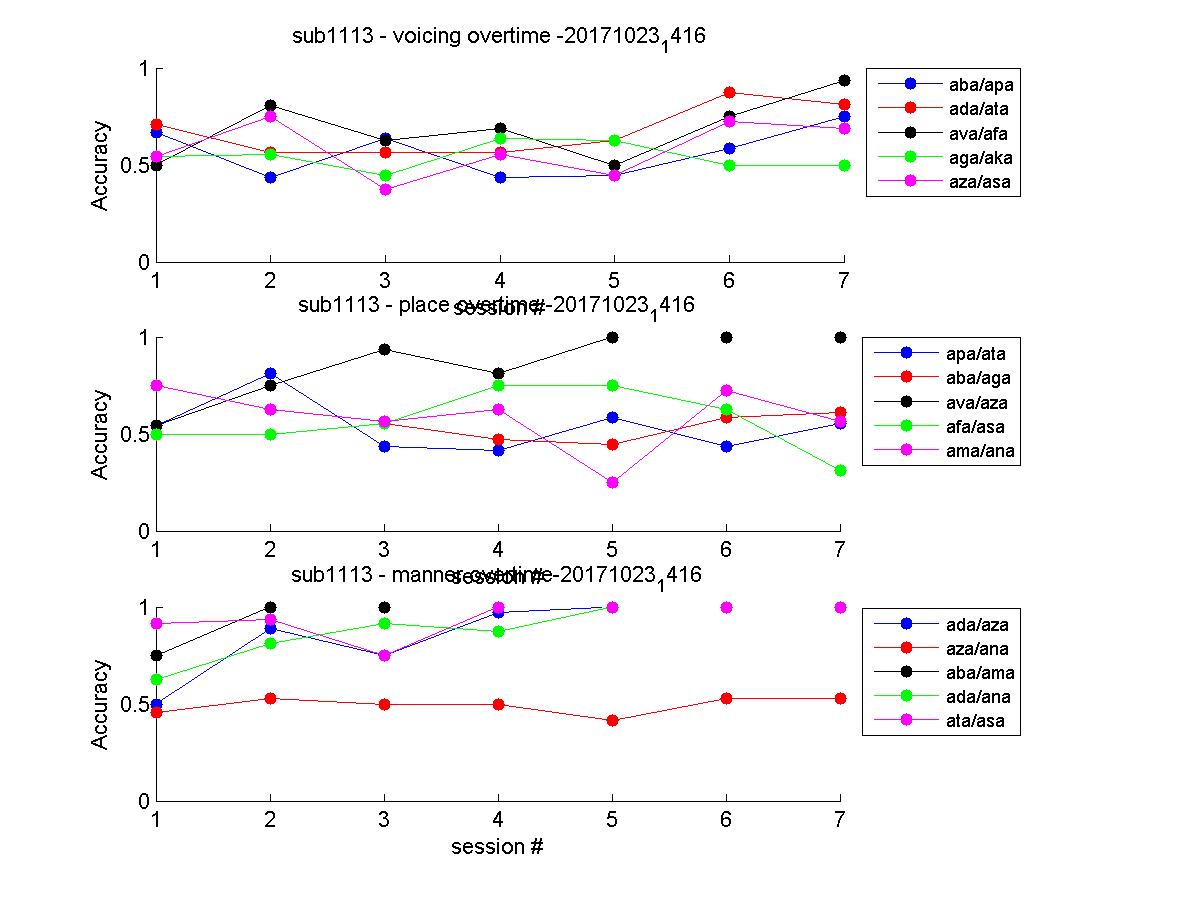 sub1113 - voicing overtime -20171023₁416
1
0.5
0
Accuracy
1 2 3 4 5 6 7
session #
aba/apa
ada/ata
ava/afa
aga/aka
aza/asa
sub1113 - place overtime -20171023₁416
1
0.5
0
Accuracy
1 2 3 4 5 6 7
session #
apa/ata
aba/aga
ava/aza
afa/asa
ama/ana
sub1113 - manner overtime -20171023₁416
1
0.5
0
Accuracy
1 2 3 4 5 6 7
session #
ada/aza
aza/ana
aba/ama
ada/ana
ata/asa